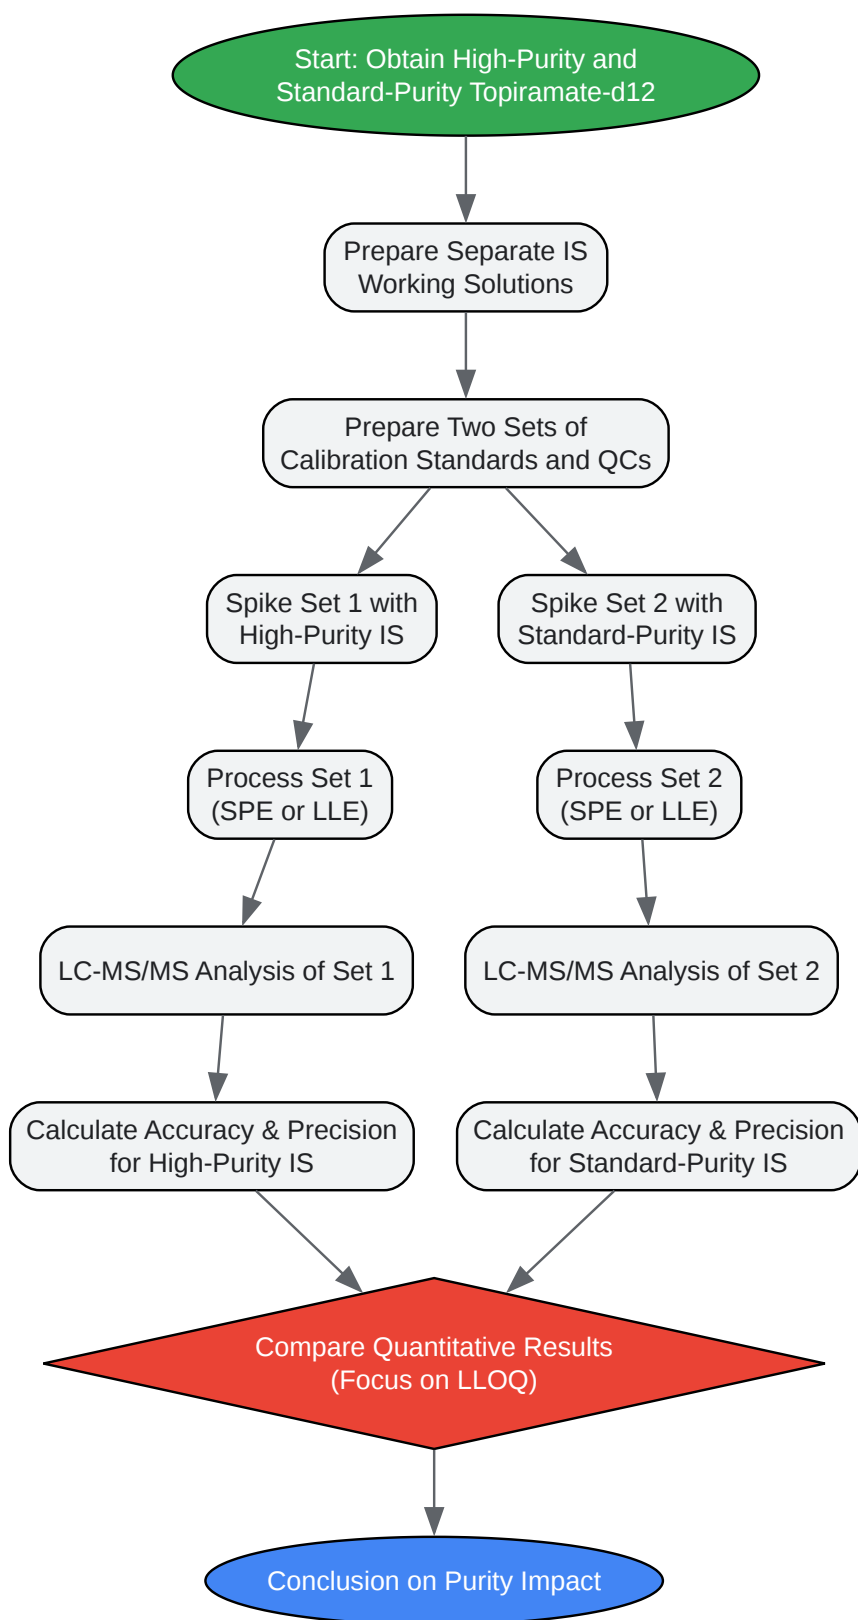 Start: Obtain High-Purity and
Standard-Purity Topiramate-d12
Prepare Separate IS
Working Solutions
Prepare Two Sets of
Calibration Standards and QCs
Spike Set 1 with
High-Purity IS
Spike Set 2 with
Standard-Purity IS
Process Set 1
(SPE or LLE)
Process Set 2
(SPE or LLE)
LC-MS/MS Analysis of Set 1
LC-MS/MS Analysis of Set 2
Calculate Accuracy & Precision
for High-Purity IS
Calculate Accuracy & Precision
for Standard-Purity IS
Compare Quantitative Results
(Focus on LLOQ)
Conclusion on Purity Impact